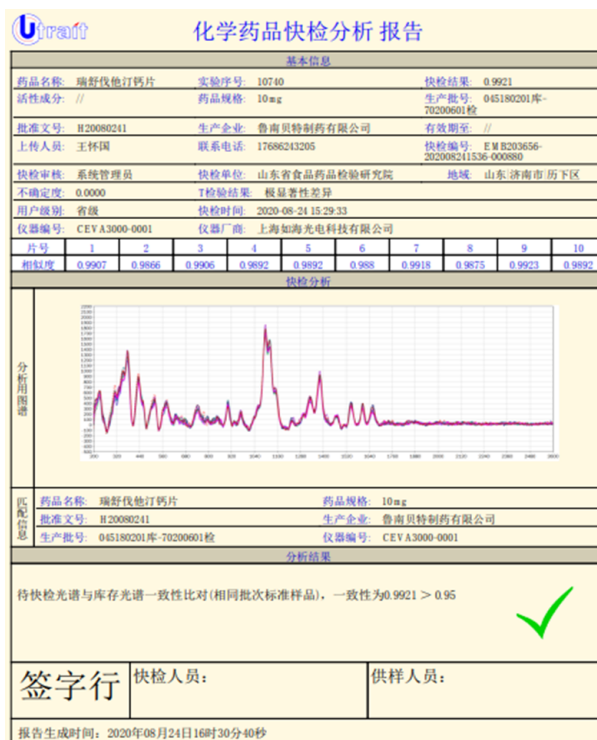 Utrait
化学药品快检分析 报告
基本信息
药品名称: 瑞舒伐他汀钙片 实验序号: 10740 快检结果: 0.9921
活性成分: // 药品规格: 10mg 生产批号: 045180201库-
70200601检
批准文号: H20080241 生产企业: 鲁南贝特制药有限公司 有效期至: //
上传人员: 王怀国 联系电话: 17686243205 快检编号: EMB203656-
202008241536-000880
快检审核: 系统管理员 快检单位: 山东省食品药品检验研究院 地域: 山东|济南市|历下区
不确定度: 0.0000 T检验结果: 极显著性差异
用户级别: 省级 快检时间: 2020-08-24 15:29:33
仪器编号: CEVA3000-0001 仪器厂商: 上海如海光电科技有限公司
片号 1 2 3 4 5 6 7 8 9 10
相似度 0.9907 0.9866 0.9906 0.9892 0.9892 0.988 0.9918 0.9875 0.9923 0.9892
快检分析
分析用图谱
匹配信息
药品名称: 瑞舒伐他汀钙片 药品规格: 10mg
批准文号: H20080241 生产企业: 鲁南贝特制药有限公司
生产批号: 045180201库-70200601检 仪器编号: CEVA3000-0001
分析结果
待快检光谱与库存光谱一致性比对(相同批次标准样品)，一致性为0.9921 > 0.95
签字行 快检人员: 供样人员:
报告生成时间: 2020年08月24日16时30分40秒